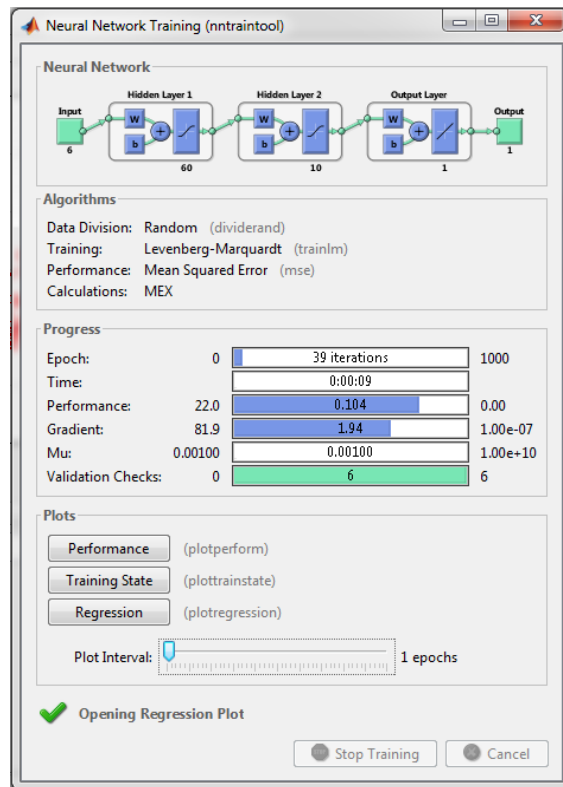 Neural Network Training (nntraintool)
Neural Network
Hidden Layer 1 Hidden Layer 2 Output Layer
Input Output
W W W
b b b
6 1
60 10 1
Algorithms
Data Division: Random (dividerand)
Training: Levenberg-Marquardt (trainlm)
Performance: Mean Squared Error (mse)
Calculations: MEX
Progress
Epoch: 0 39 iterations 1000
Time: 0:00:09
Performance: 22.0 0.104 0.00
Gradient: 81.9 1.94 1.00e-07
Mu: 0.00100 0.00100 1.00e+10
Validation Checks: 0 6 6
Plots
Performance (plotperform)
Training State (plottrainstate)
Regression (plotregression)
Plot Interval: 1 epochs
Opening Regression Plot
Stop Training Cancel